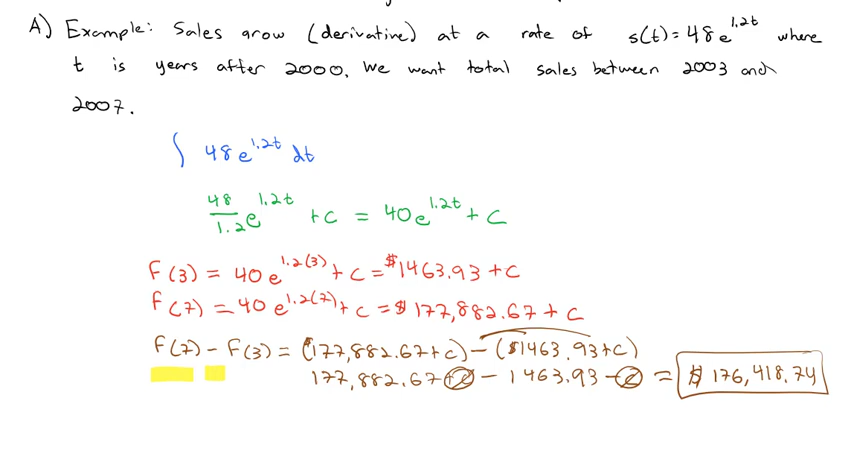 A) Example: Sales grow (derivative) at a rate of s(t) = 48e^{1.2t} where
t is years after 2000. We want total sales between 2003 and
2007.
∫ 48e^{1.2t} dt
48/1.2 e^{1.2t} + c = 40e^{1.2t} + c
F(3) = 40e^{1.2(3)} + c = $1463.93 + c
F(7) = 40e^{1.2(7)} + c = $177,882.67 + c
F(7) - F(3) = ($177,882.67 + c) - ($1463.93 + c)
177,882.67 + c - 1463.93 - c = $176,418.74